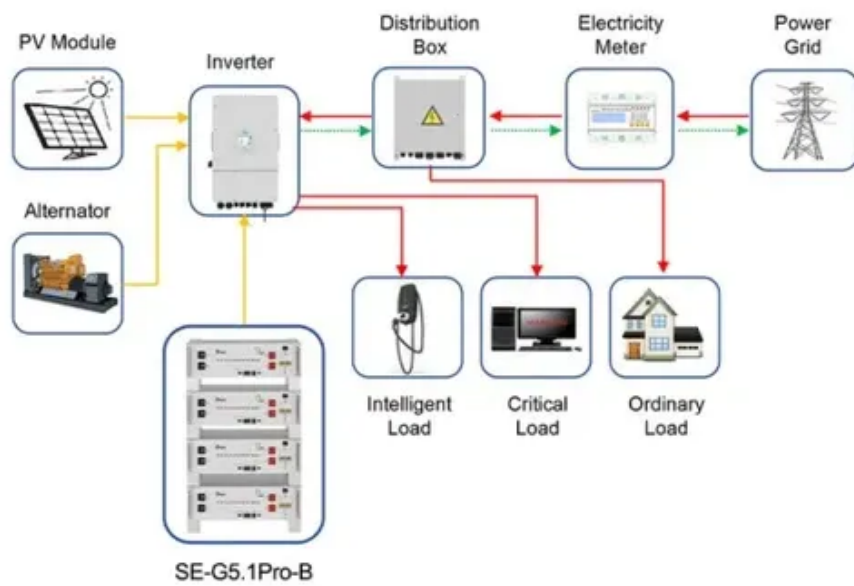 PV Module
Inverter
Distribution
Box
Electricity
Meter
Power
Grid
Alternator
Intelligent
Load
Critical
Load
Ordinary
Load
SE-G5.1Pro-B